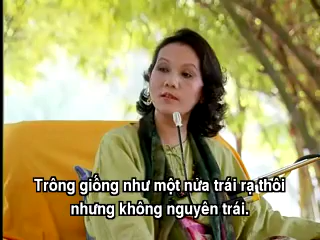 Trông giống như một nửa trái rạ thôi
nhưng không nguyên trái.